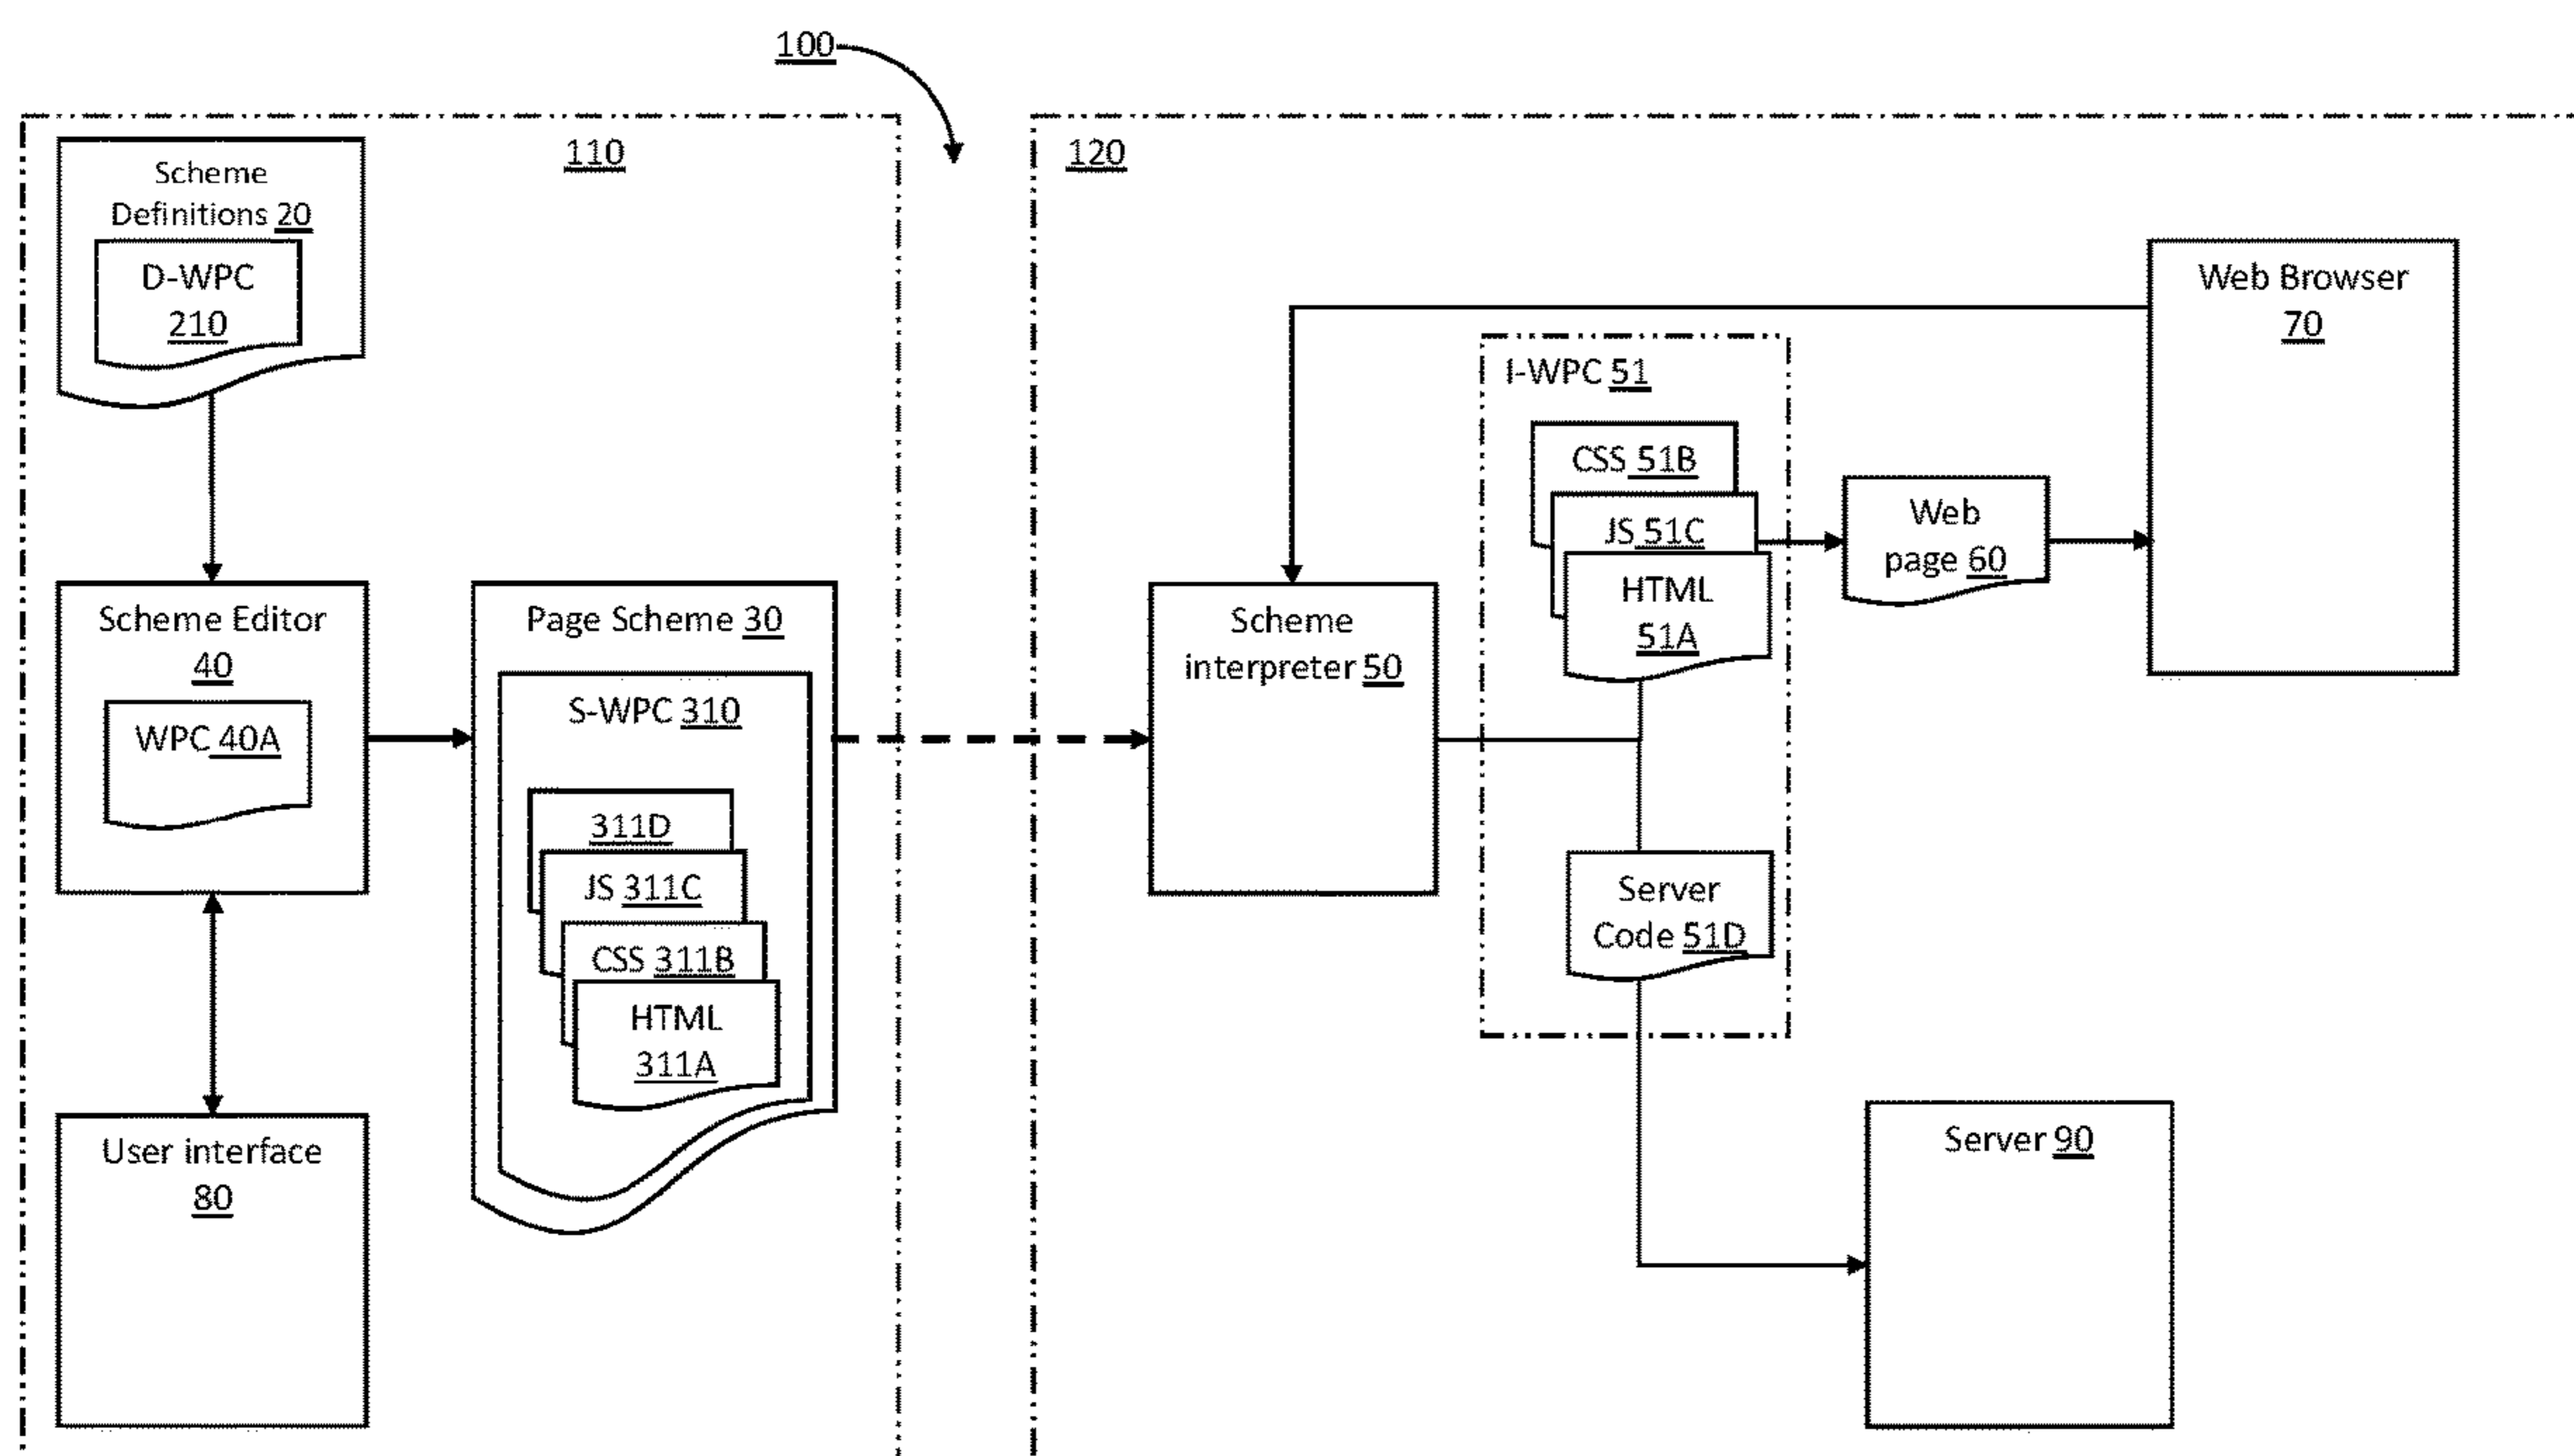 100
110
120
Scheme
Definitions 20
D-WPC
210
Scheme Editor
40
WPC 40A
User interface
80
Page Scheme 30
S-WPC 310
311D
JS 311C
CSS 311B
HTML
311A
Scheme
interpreter 50
I-WPC 51
CSS 51B
JS 51C
HTML
51A
Server
Code 51D
Web
page 60
Web Browser
70
Server 90